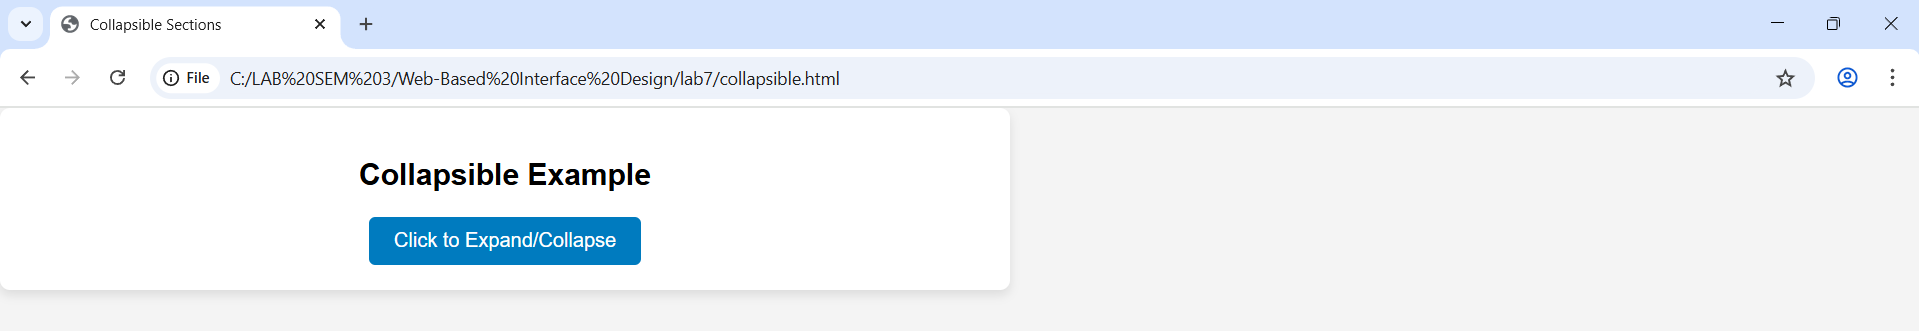 Collapsible Sections
File C:/LAB%20SEM%203/Web-Based%20Interface%20Design/lab7/collapsible.html
Collapsible Example
Click to Expand/Collapse